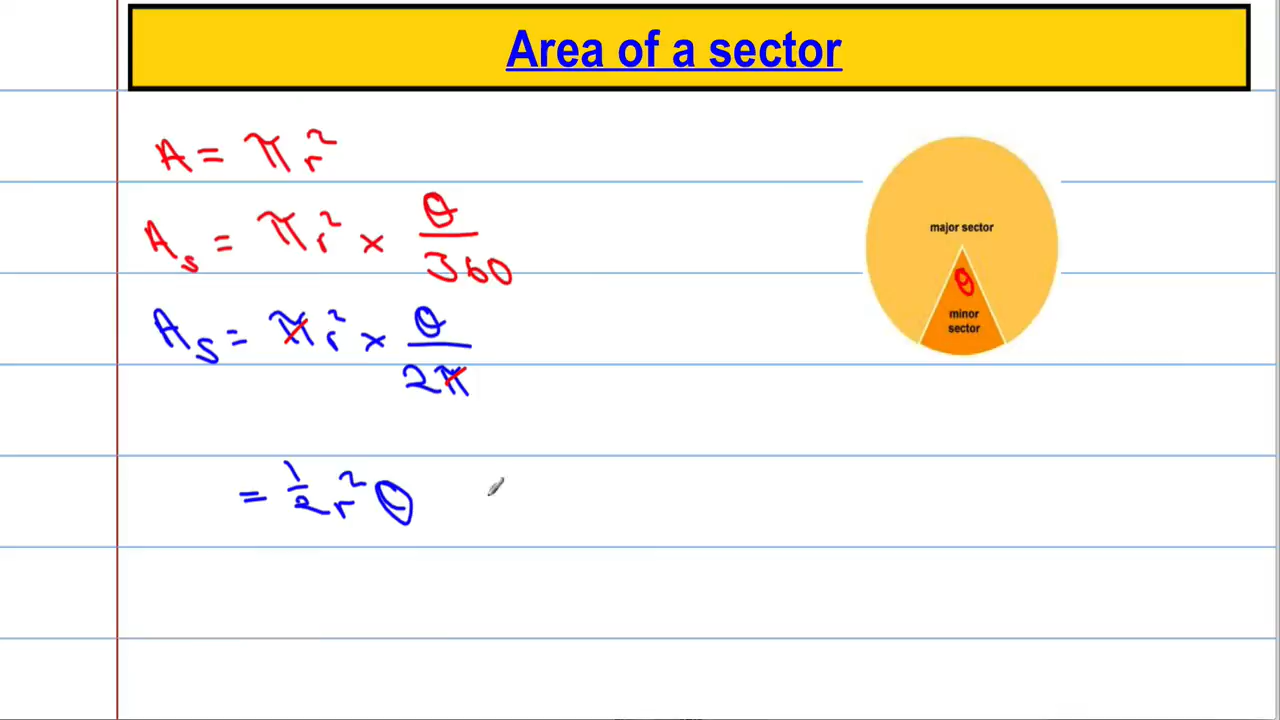 Area of a sector
A = πr²
Aₛ = πr² × θ/360
Aₛ = πr² × θ/2π
= ½r²θ
major sector
θ
minor
sector